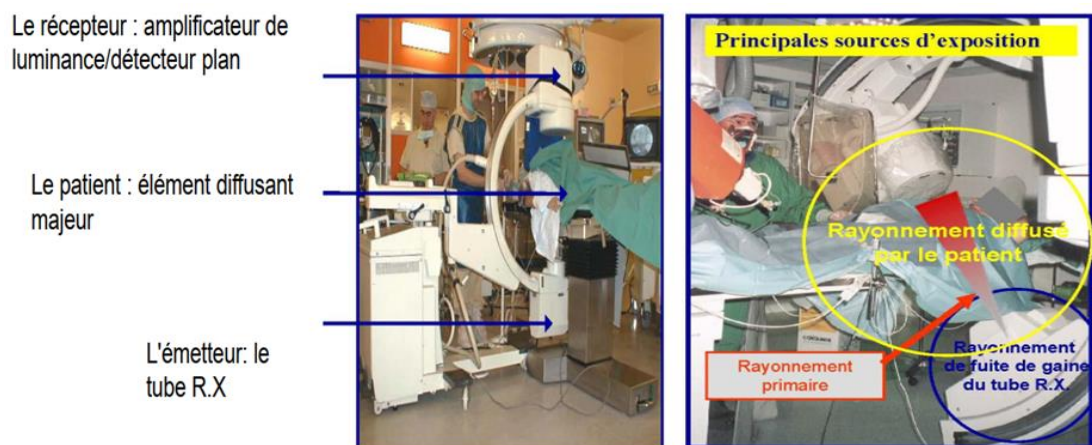 Le récepteur : amplificateur de
luminance/détecteur plan
Le patient : élément diffusant
majeur
L'émetteur: le
tube R.X
Principales sources d'exposition
Rayonnement diffusé
par le patient
Rayonnement
primaire
Rayonnement
de fuite de gaine
du tube R.X.